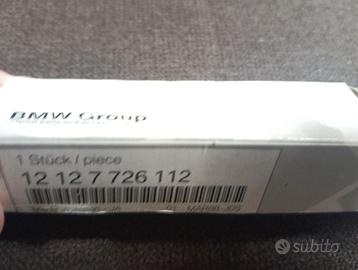 BMW Group
1 Stück / piece
12 12 7 726 112
subito